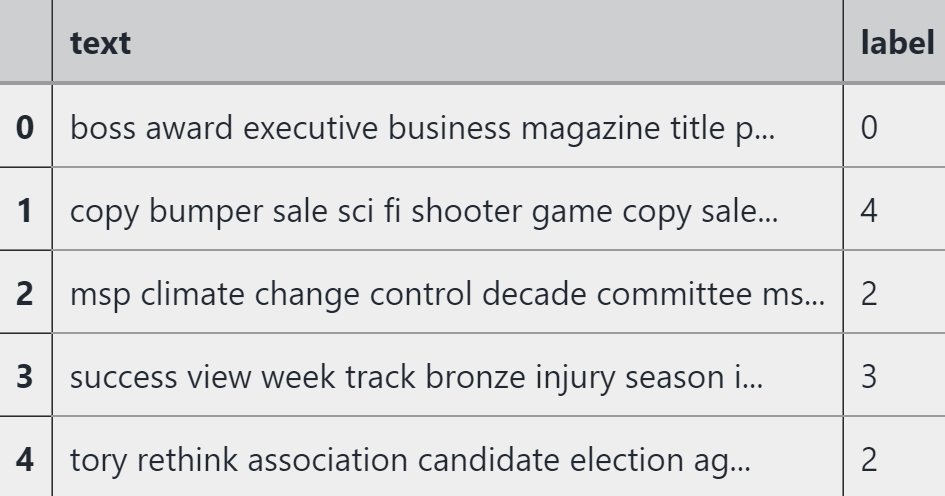 text label
0 boss award executive business magazine title p... 0
1 copy bumper sale sci fi shooter game copy sale... 4
2 msp climate change control decade committee ms... 2
3 success view week track bronze injury season i... 3
4 tory rethink association candidate election ag... 2